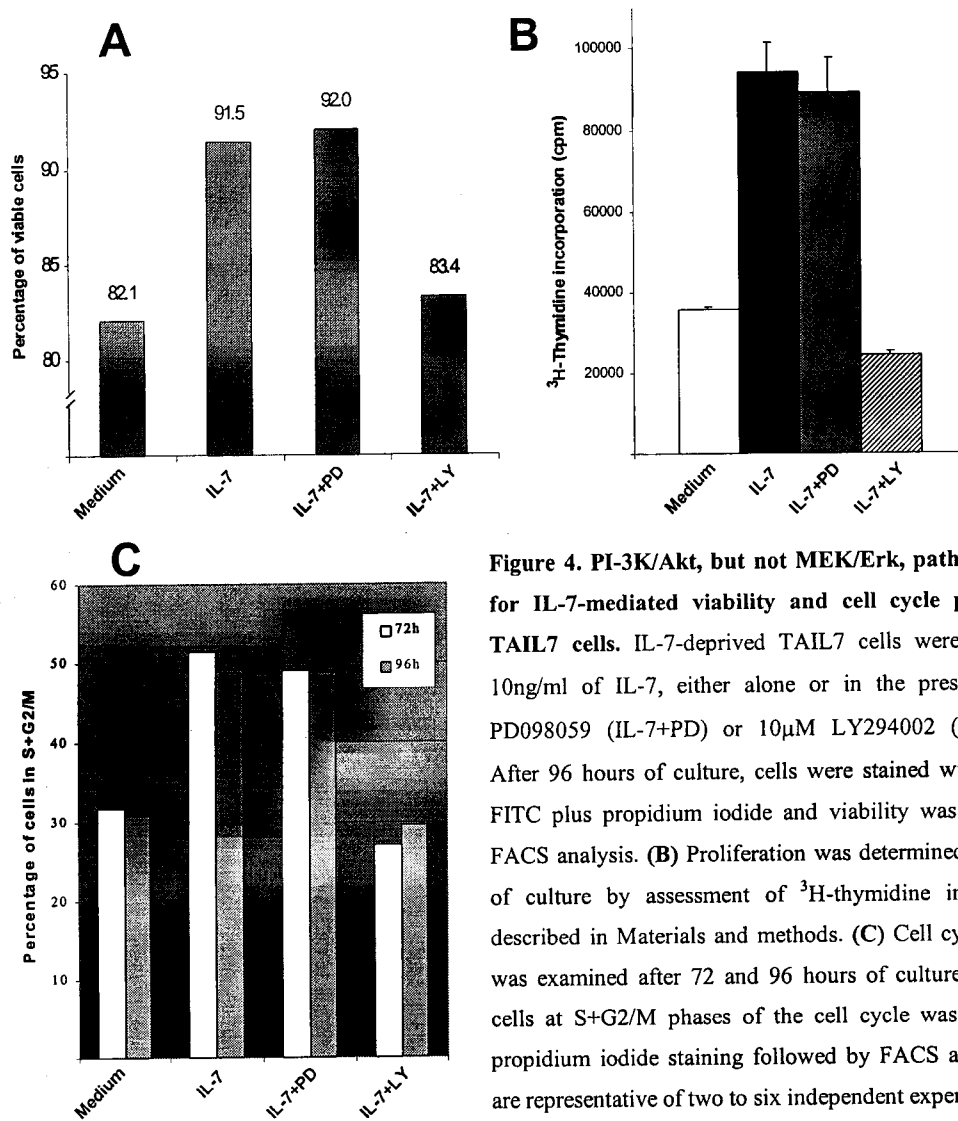 A
Percentage of viable cells
95
90
85
80
82.1
91.5
92.0
83.4
Medium
IL-7
IL-7+PD
IL-7+LY
B
³H-Thymidine incorporation (cpm)
100000
80000
60000
40000
20000
Medium
IL-7
IL-7+PD
IL-7+LY
C
Percentage of cells in S+G2/M
60
50
40
30
20
10
72h
96h
Medium
IL-7
IL-7+PD
IL-7+LY
Figure 4. PI-3K/Akt, but not MEK/Erk, path
for IL-7-mediated viability and cell cycle p
TAIL7 cells. IL-7-deprived TAIL7 cells were
10ng/ml of IL-7, either alone or in the pres
PD098059 (IL-7+PD) or 10µM LY294002 (
After 96 hours of culture, cells were stained w
FITC plus propidium iodide and viability was
FACS analysis. (B) Proliferation was determined
of culture by assessment of ³H-thymidine in
described in Materials and methods. (C) Cell cy
was examined after 72 and 96 hours of culture
cells at S+G2/M phases of the cell cycle was
propidium iodide staining followed by FACS a
are representative of two to six independent exper